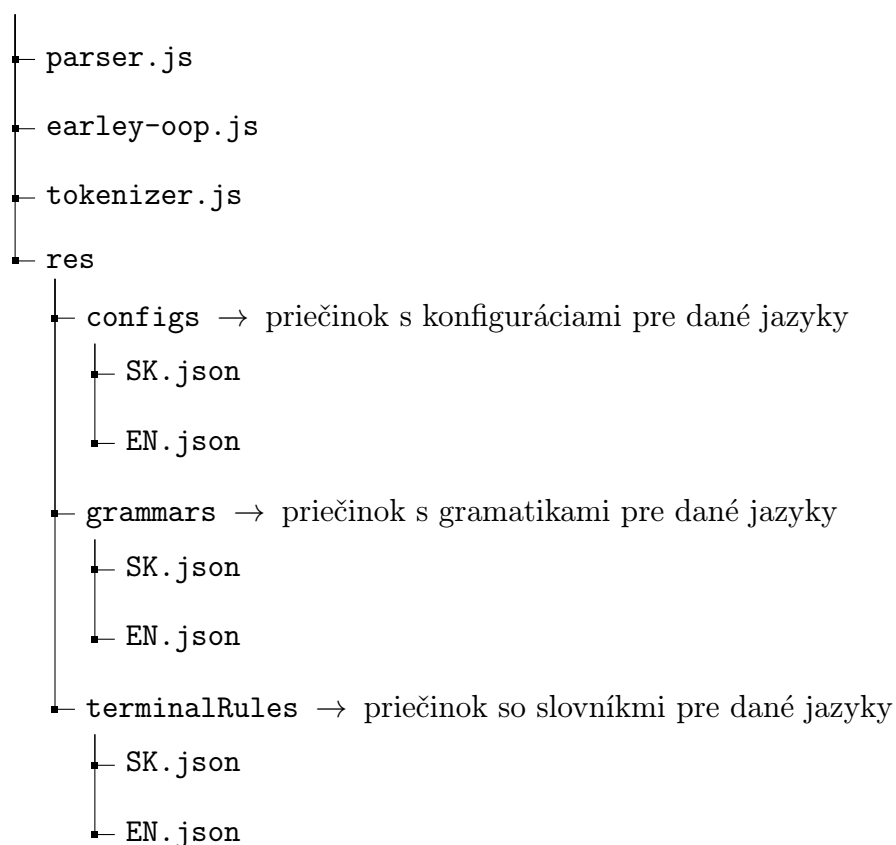 parser.js
earley-oop.js
tokenizer.js
res
configs → priečinok s konfiguráciami pre dané jazyky
SK.json
EN.json
grammars → priečinok s gramatikami pre dané jazyky
SK.json
EN.json
terminalRules → priečinok so slovníkmi pre dané jazyky
SK.json
EN.json